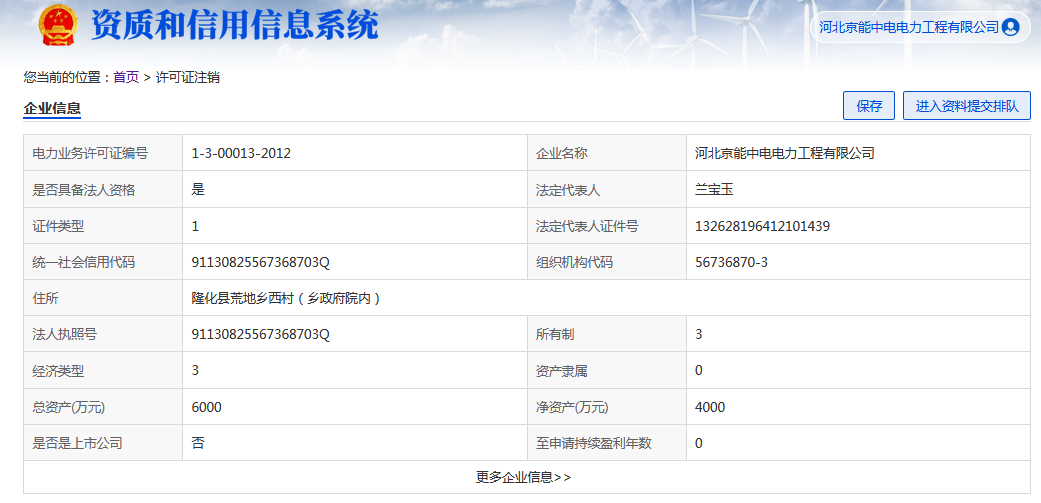 资质和信用信息系统
河北京能中电电力工程有限公司
您当前的位置：首页 > 许可证注销
企业信息
保存 进入资料提交排队
电力业务许可证编号 1-3-00013-2012 企业名称 河北京能中电电力工程有限公司
是否具备法人资格 是 法定代表人 兰宝玉
证件类型 1 法定代表人证件号 132628196412101439
统一社会信用代码 91130825567368703Q 组织机构代码 56736870-3
住所 隆化县荒地乡西村（乡政府院内）
法人执照号 91130825567368703Q 所有制 3
经济类型 3 资产隶属 0
总资产(万元) 6000 净资产(万元) 4000
是否是上市公司 否 至申请持续盈利年数 0
更多企业信息>>